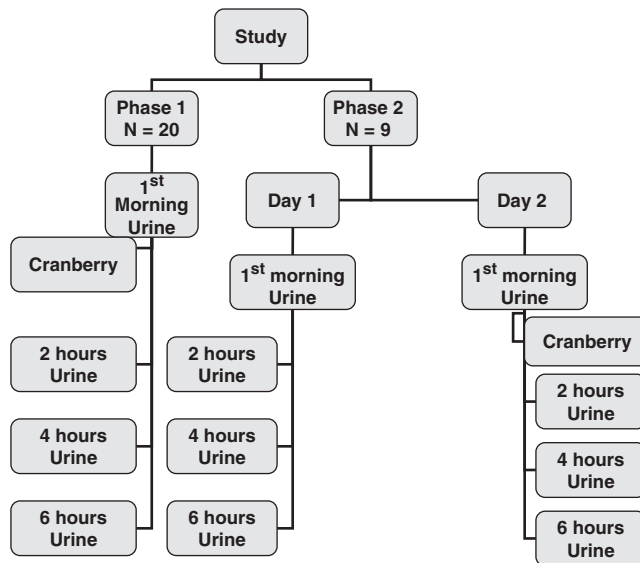 Study
Phase 1
N = 20
Phase 2
N = 9
1st
Morning
Urine
Day 1
Day 2
Cranberry
1st morning
Urine
1st morning
Urine
Cranberry
2 hours
Urine
2 hours
Urine
2 hours
Urine
4 hours
Urine
4 hours
Urine
4 hours
Urine
6 hours
Urine
6 hours
Urine
6 hours
Urine